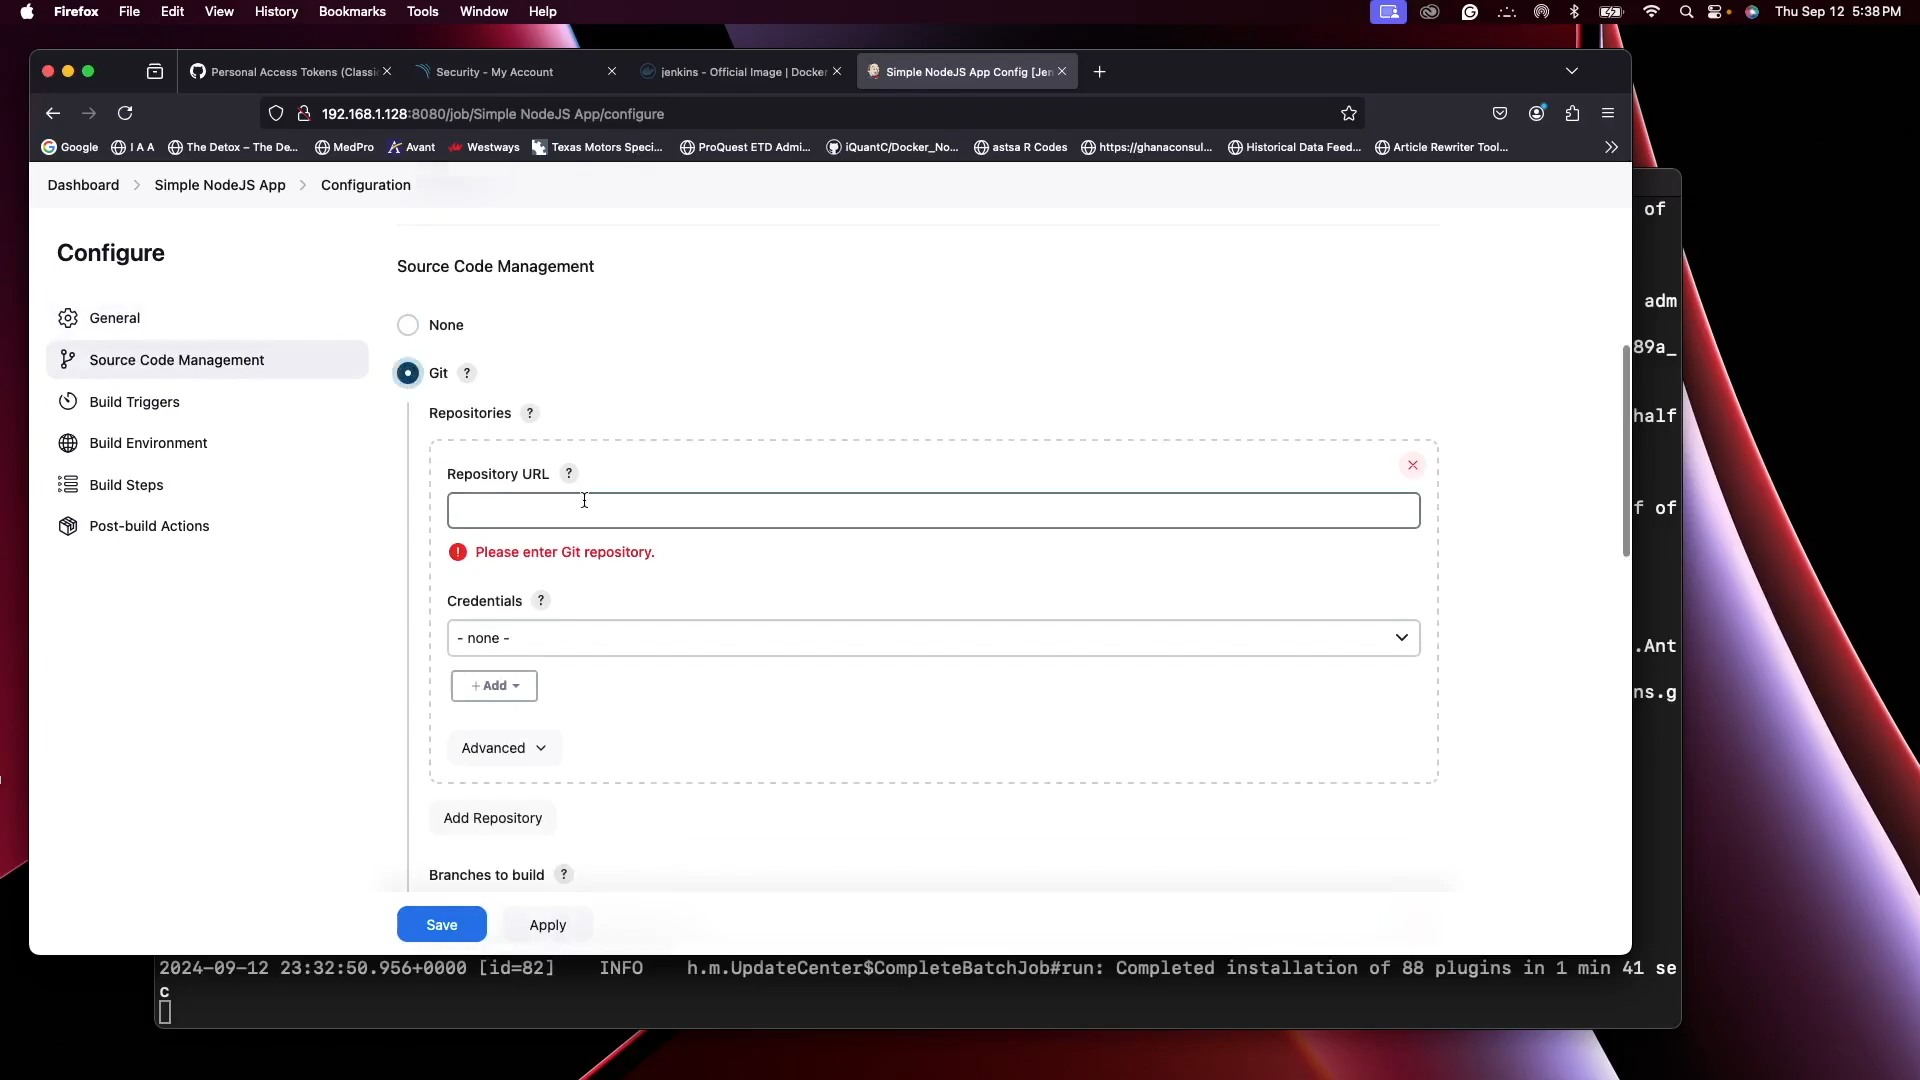 Firefox File Edit View History Bookmarks Tools Window Help Thu Sep 12 5:38 PM
Personal Access Tokens (Classi Security - My Account jenkins - Official Image | Docker Simple NodeJS App Config [Jen
192.168.1.128:8080/job/Simple NodeJS App/configure
Google I A A The Detox – The De... MedPro Avant Westways Texas Motors Speci... ProQuest ETD Admi... iQuantC/Docker_No... astsa R Codes https://ghanaconsul... Historical Data Feed... Article Rewriter Tool...
Dashboard Simple NodeJS App Configuration
of
Configure
Source Code Management
adm
General
None
89a_
Source Code Management
Git ?
Build Triggers
Repositories ?
half
Build Environment
Repository URL ?
Build Steps
f of
Post-build Actions
Please enter Git repository.
Credentials ?
- none -
.Ant
+ Add
ns.g
Advanced
Add Repository
Branches to build ?
Save Apply
2024-09-12 23:32:50.956+0000 [id=82] INFO h.m.UpdateCenter$CompleteBatchJob#run: Completed installation of 88 plugins in 1 min 41 se
c